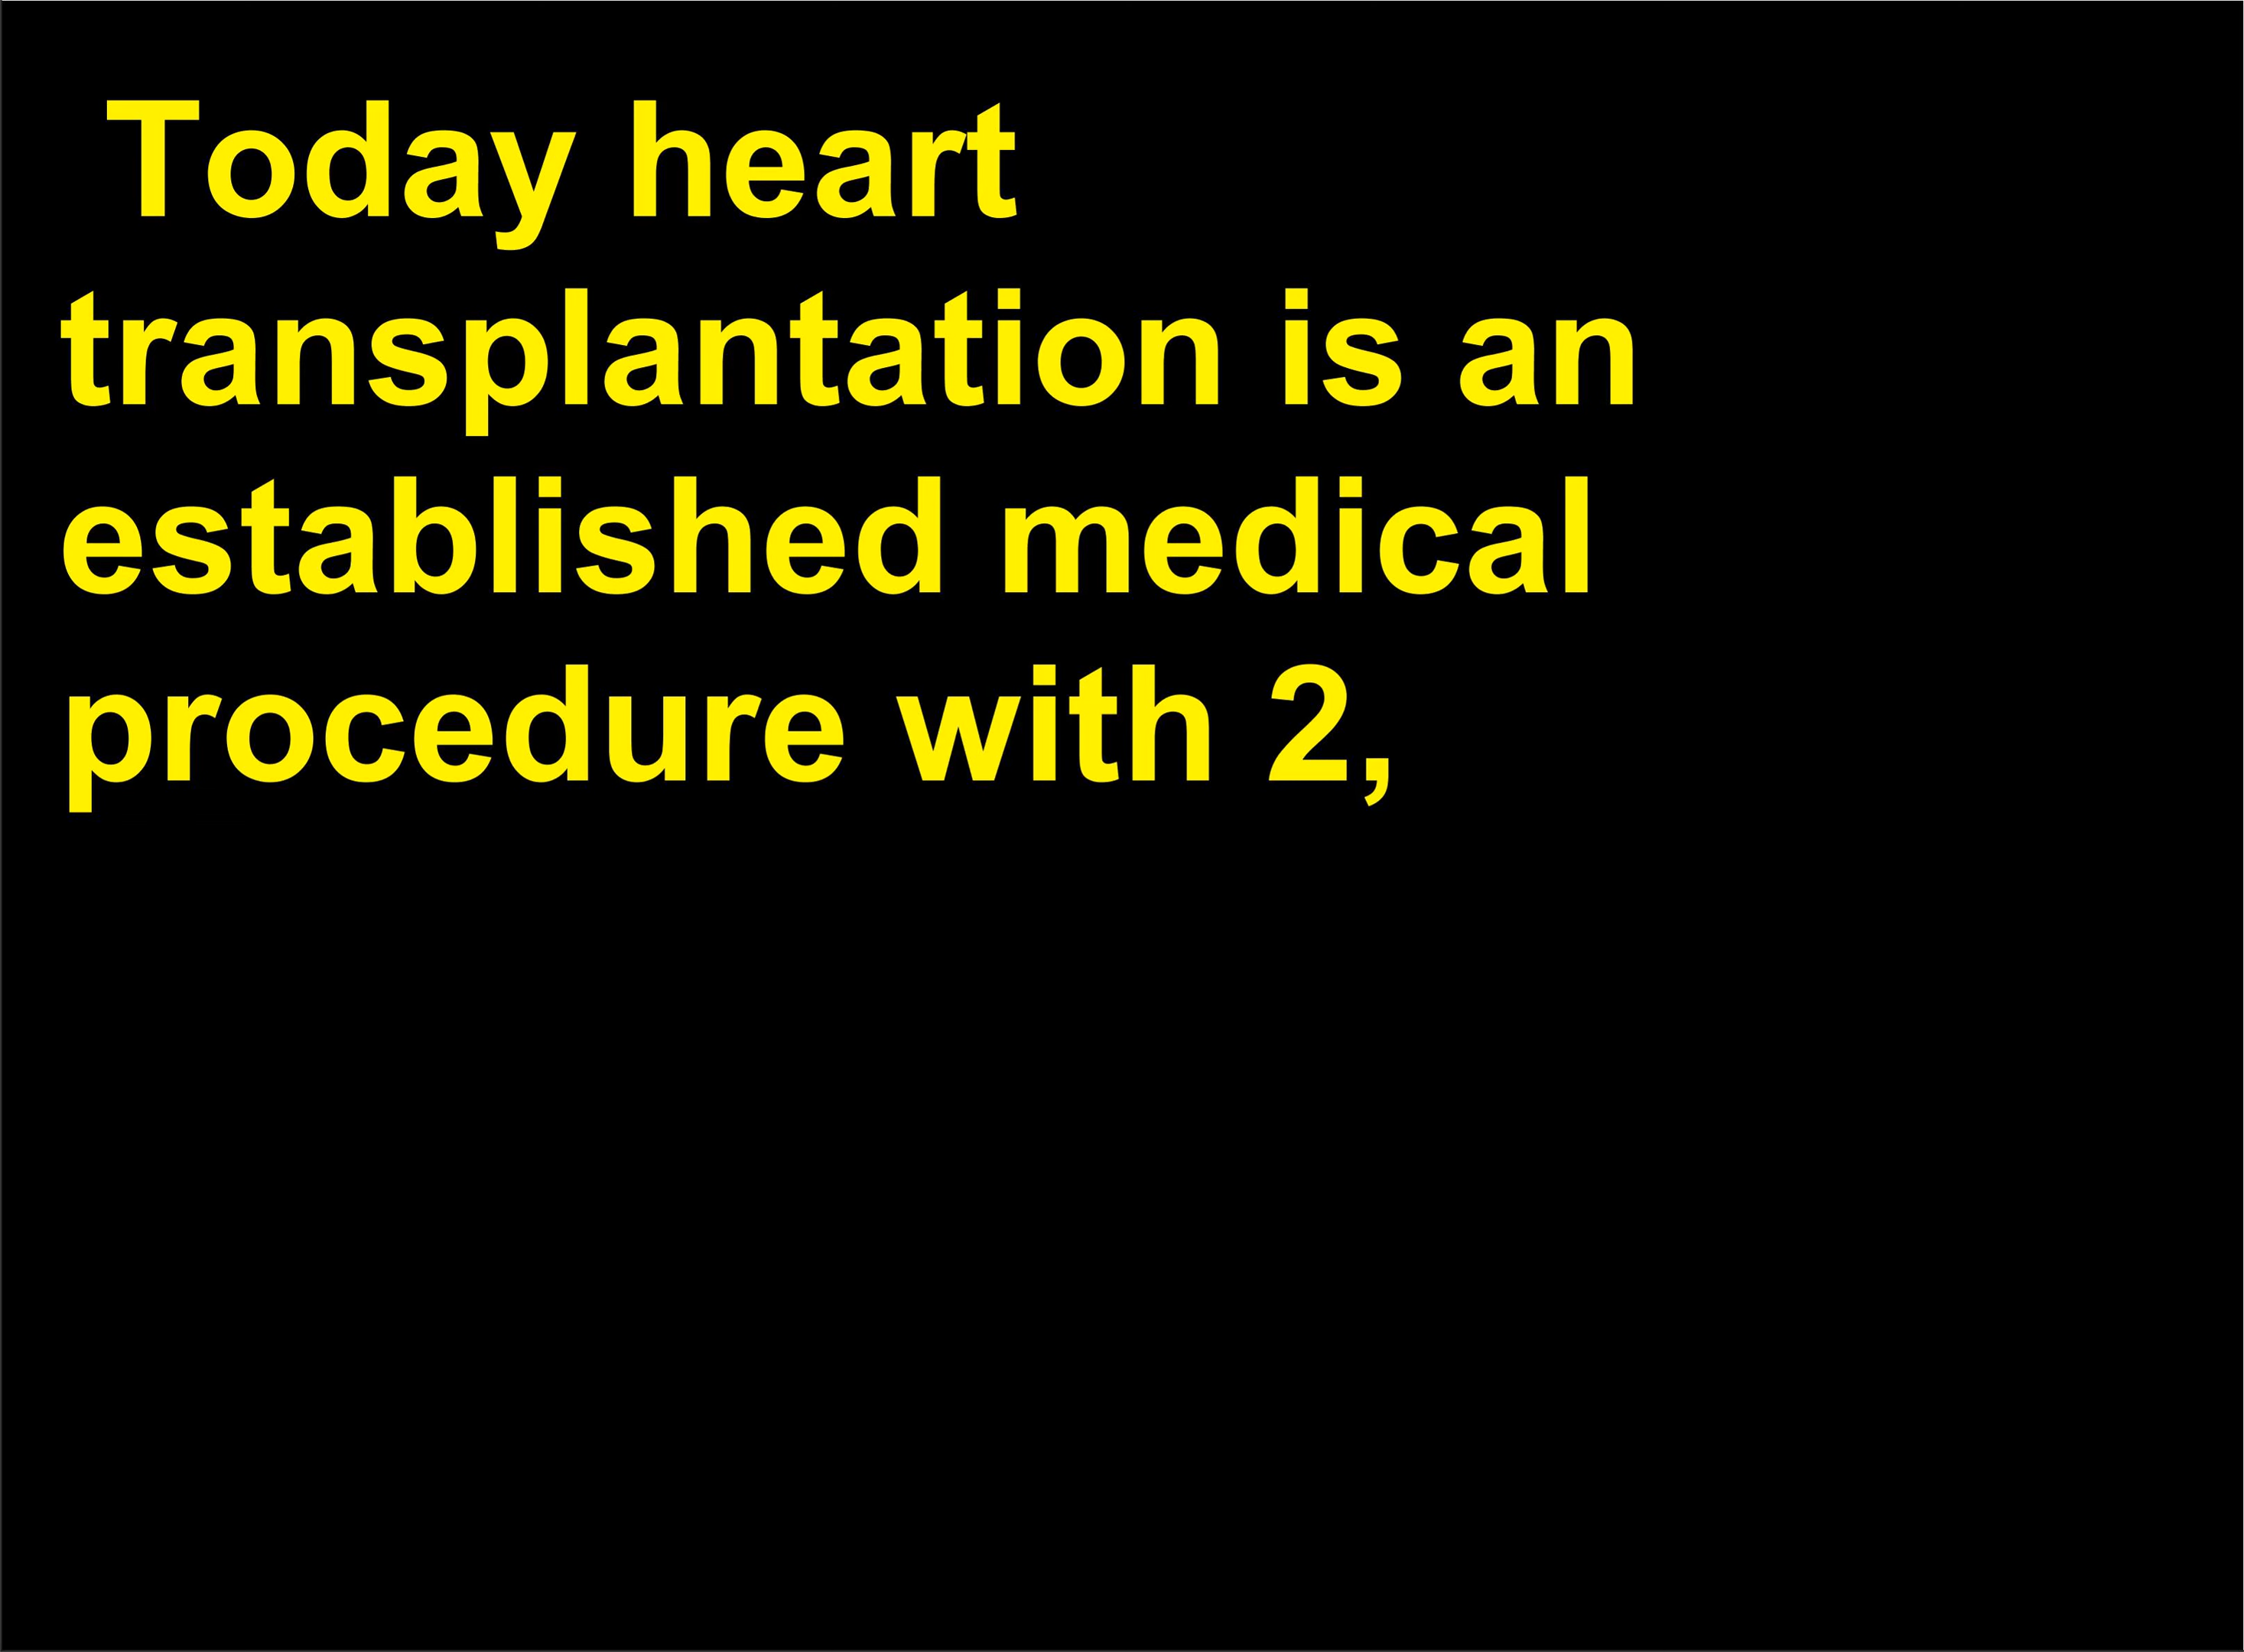 Today heart
transplantation is an
established medical
procedure with 2,